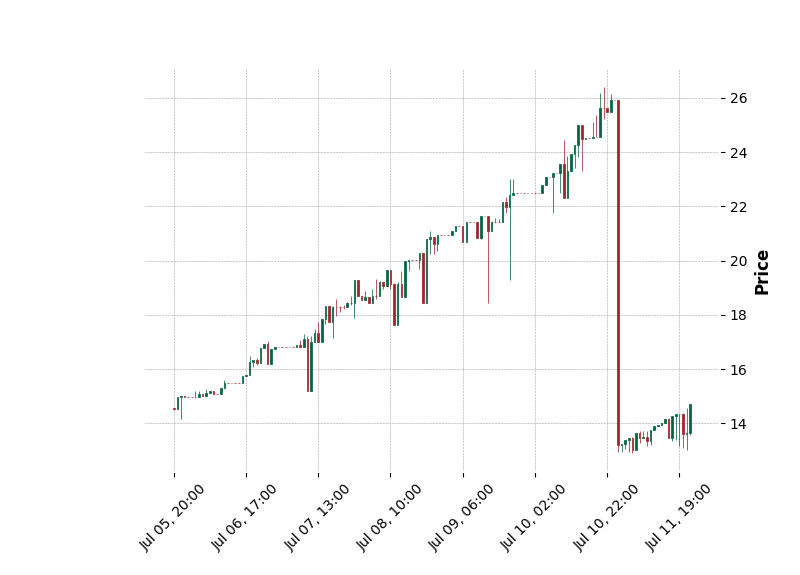 26
24
22
20
18
16
14
Price
Jul 05, 20:00
Jul 06, 17:00
Jul 07, 13:00
Jul 08, 10:00
Jul 09, 06:00
Jul 10, 02:00
Jul 10, 22:00
Jul 11, 19:00